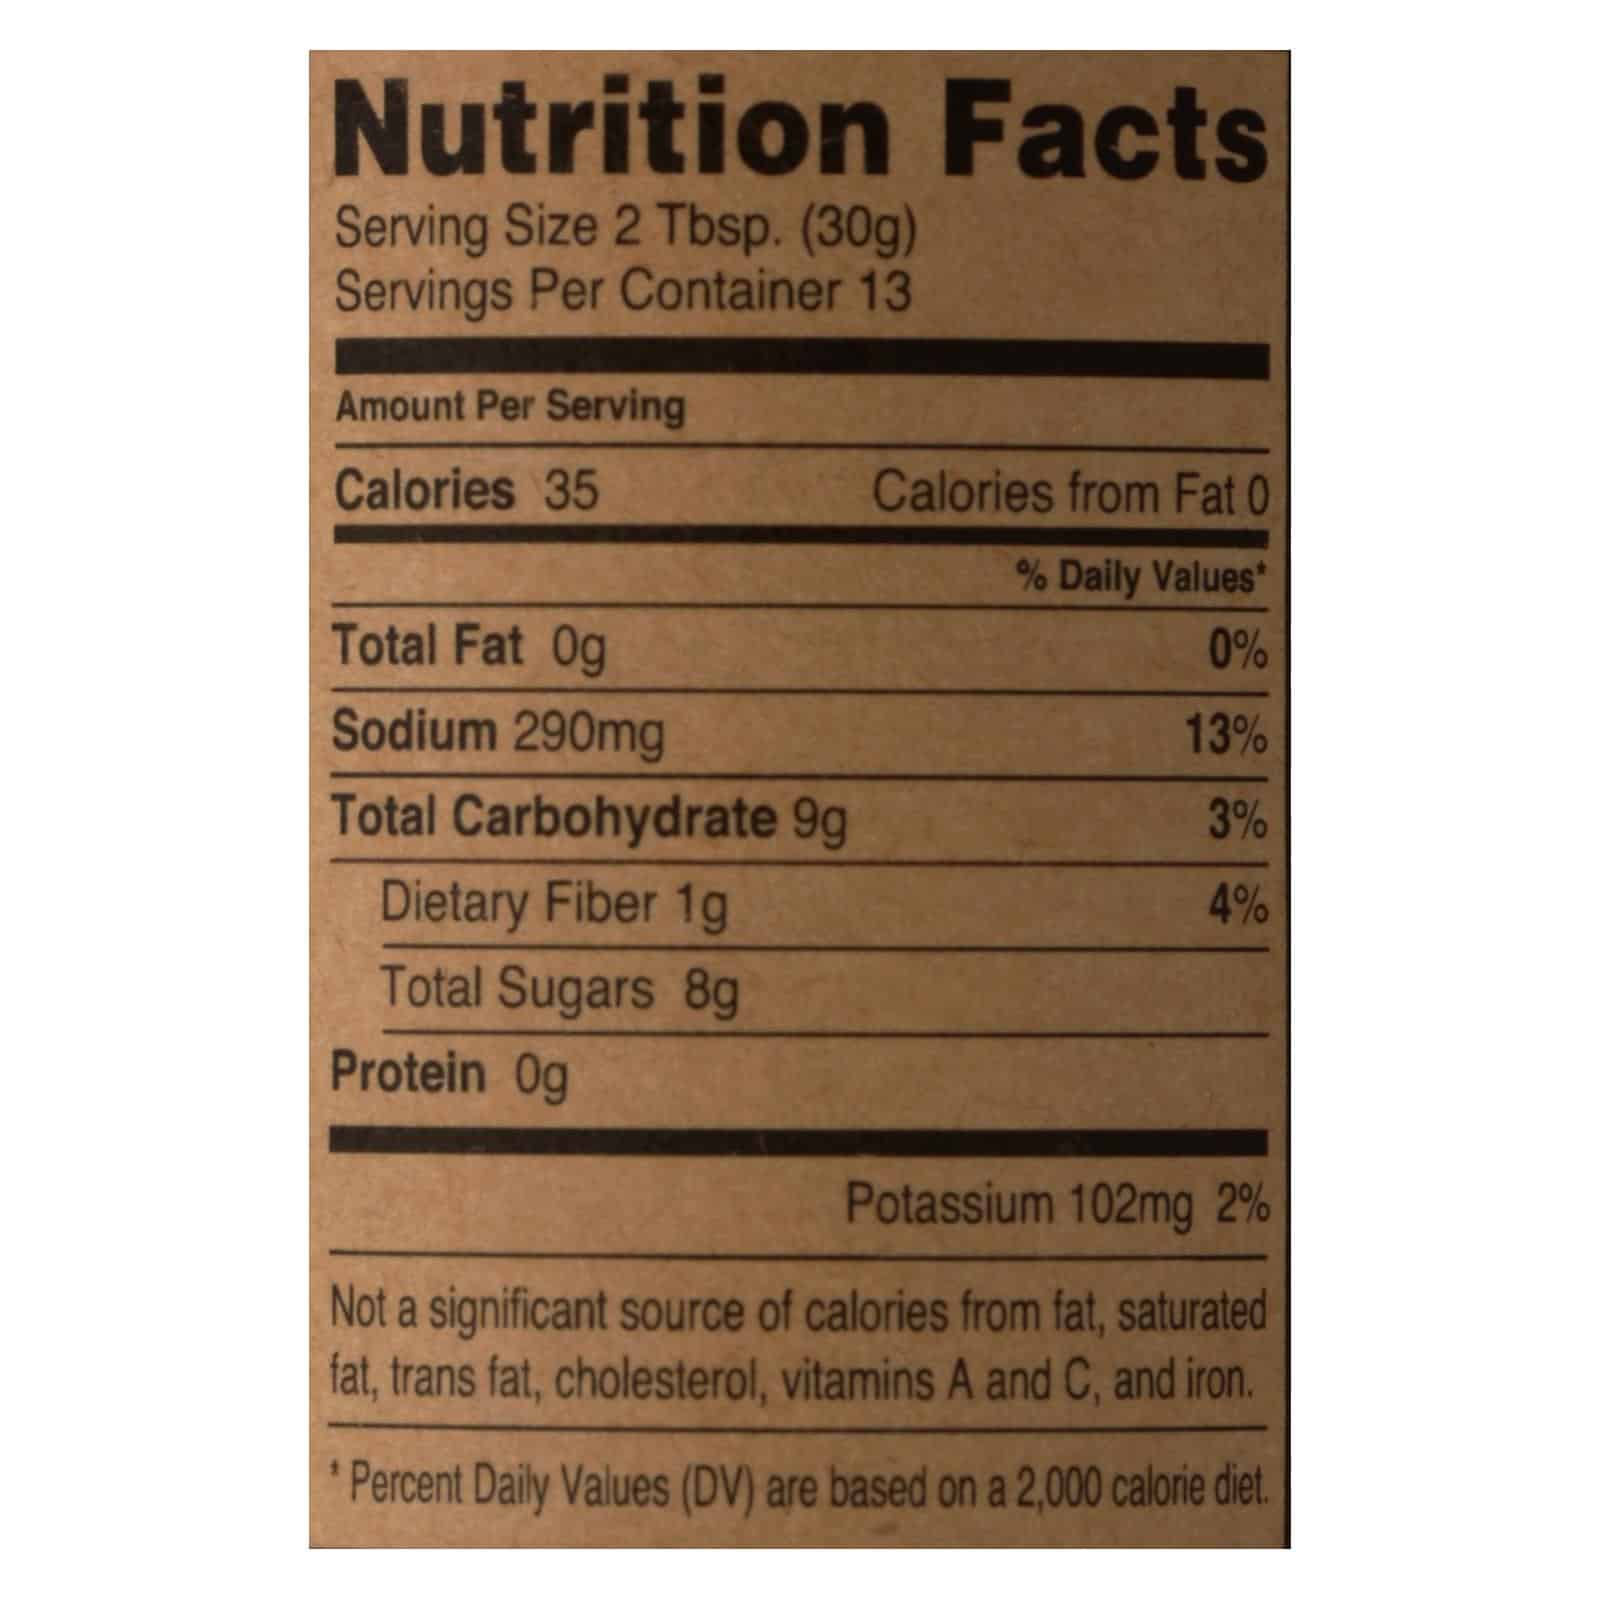 Nutrition Facts
Serving Size 2 Tbsp. (30g)
Servings Per Container 13
Amount Per Serving
Calories 35 Calories from Fat 0
% Daily Values*
Total Fat 0g 0%
Sodium 290mg 13%
Total Carbohydrate 9g 3%
Dietary Fiber 1g 4%
Total Sugars 8g
Protein 0g
Potassium 102mg 2%
Not a significant source of calories from fat, saturated
fat, trans fat, cholesterol, vitamins A and C, and iron.
* Percent Daily Values (DV) are based on a 2,000 calorie diet.